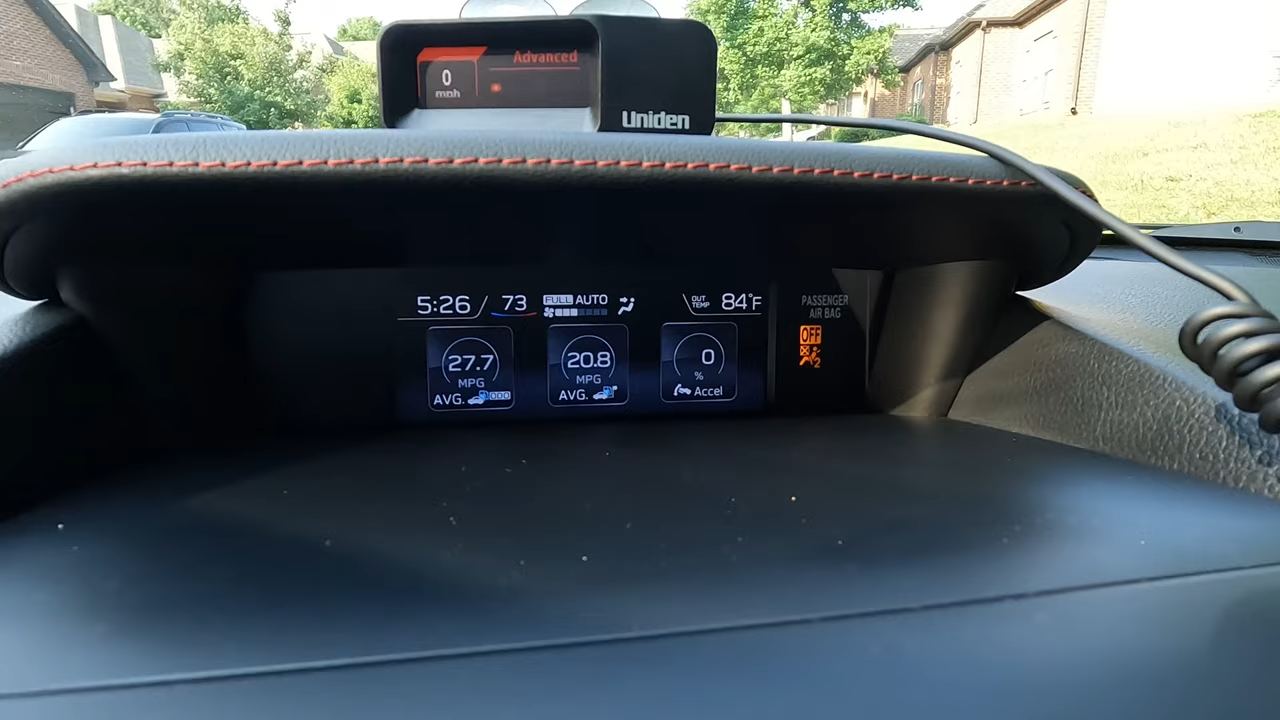 Advanced
0
mph
Uniden
5:26 / 73 FULL AUTO
OUT TEMP 84°F
PASSENGER
AIR BAG
OFF
2
27.7
MPG
AVG.
20.8
MPG
AVG.
0
%
Accel